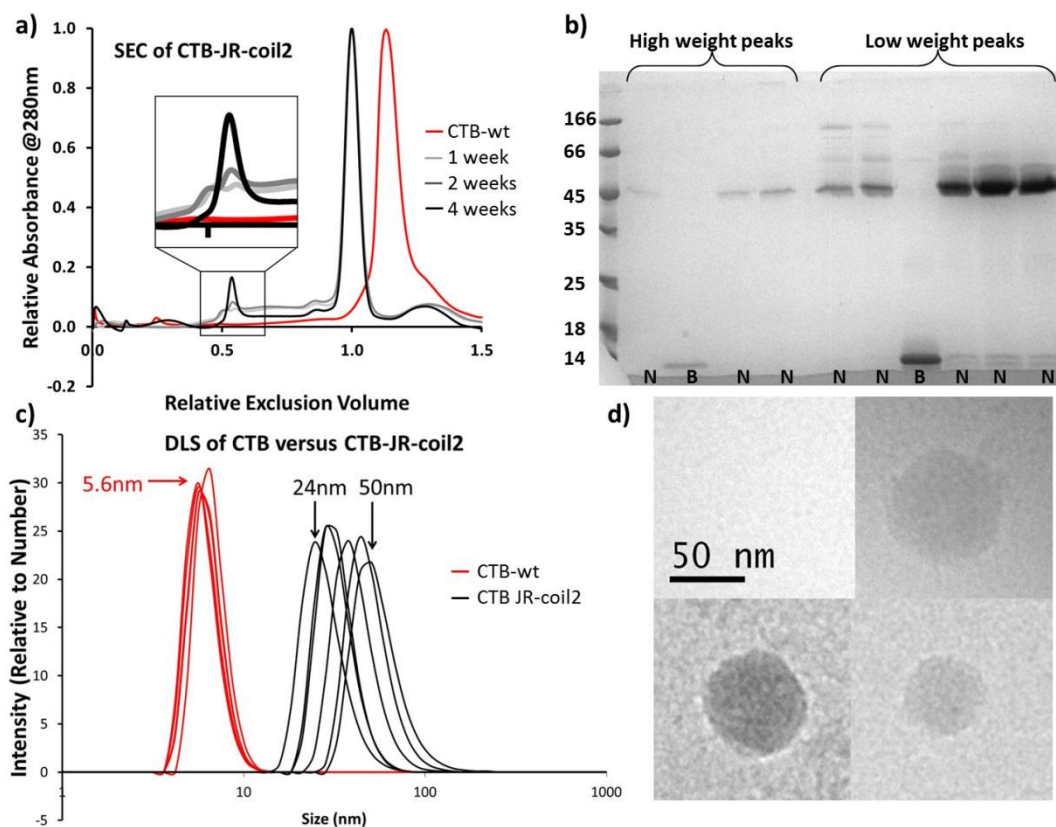 a)
SEC of CTB-JR-coil2
1.0
0.8
0.6
0.4
0.2
0.0
-0.2
Relative Absorbance @280nm
CTB-wt
1 week
2 weeks
4 weeks
0.0 0.5 1.0 1.5
Relative Exclusion Volume
b)
High weight peaks Low weight peaks
166
66
45
35
25
18
14
N B N N N N B N N N
c)
DLS of CTB versus CTB-JR-coil2
35
30
25
20
15
10
5
0
-5
Intensity (Relative to Number)
5.6nm
24nm 50nm
CTB-wt
CTB JR-coil2
1 10 100 1000
Size (nm)
d)
50 nm